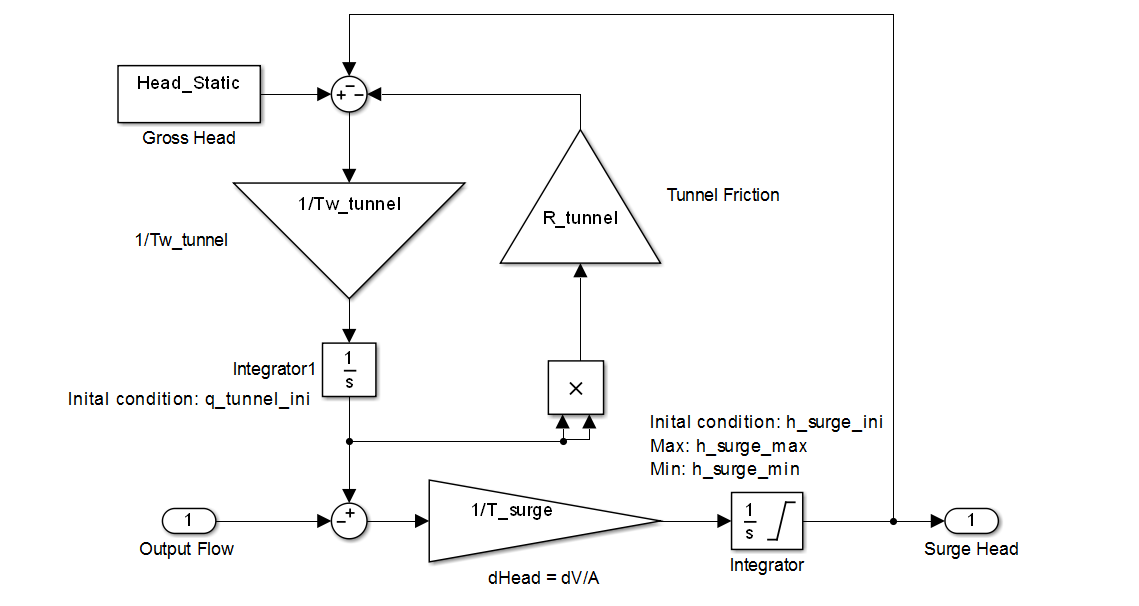 Head_Static
+
−
−
Gross Head
1/Tw_tunnel
1/Tw_tunnel
R_tunnel
Tunnel Friction
1
s
Integrator1
Inital condition: q_tunnel_ini
×
Inital condition: h_surge_ini
Max: h_surge_max
Min: h_surge_min
1
Output Flow
−
+
1/T_surge
dHead = dV/A
1
s
Integrator
1
Surge Head